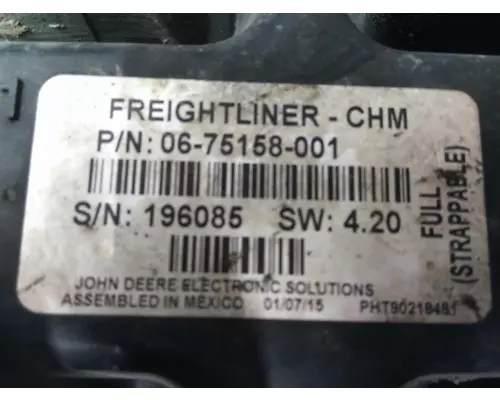 FREIGHTLINER - CHM
P/N: 06-75158-001
S/N: 196085 SW: 4.20
FULL
(STRAPPABLE)
JOHN DEERE ELECTRONIC SOLUTIONS
ASSEMBLED IN MEXICO 01/07/15 PHT90218481